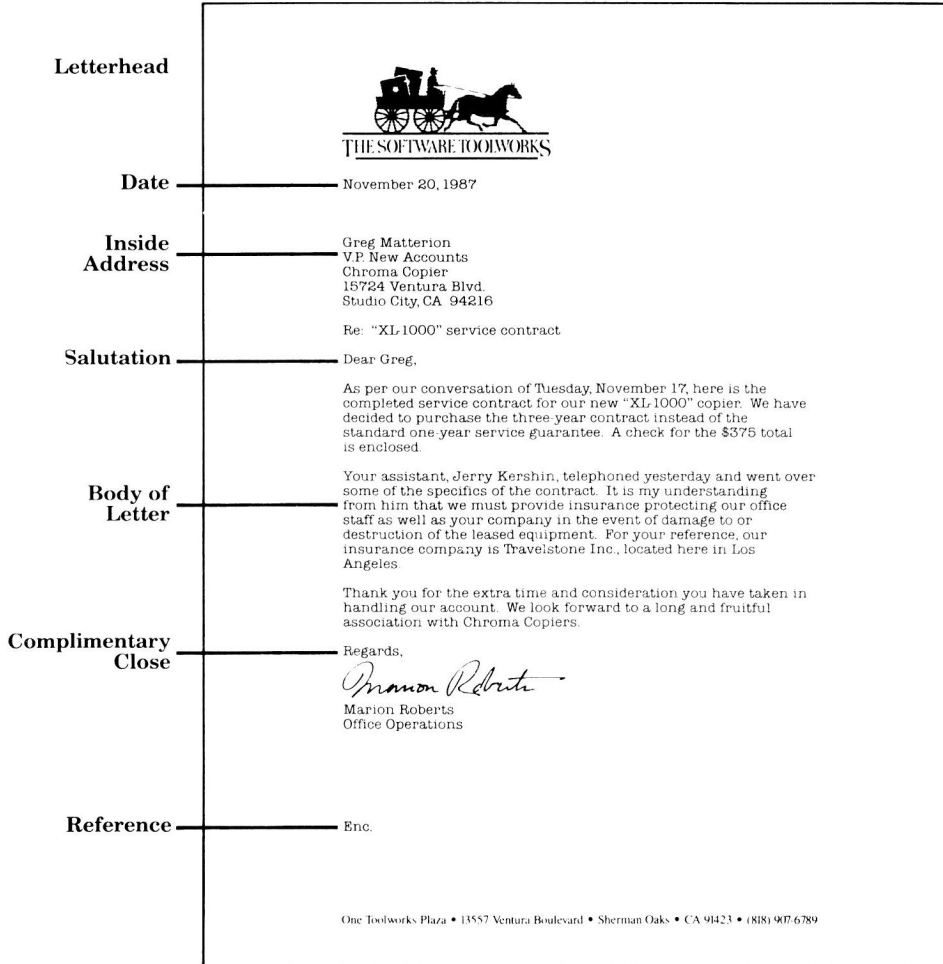 Letterhead
THE SOFTWARE TOOLWORKS
Date
November 20, 1987
Inside
Address
Greg Matterion
V.P. New Accounts
Chroma Copier
15724 Ventura Blvd.
Studio City, CA 94216
Re: “XL-1000” service contract
Salutation
Dear Greg,
As per our conversation of Tuesday, November 17, here is the
completed service contract for our new “XL-1000” copier. We have
decided to purchase the three-year contract instead of the
standard one-year service guarantee. A check for the $375 total
is enclosed.
Body of
Letter
Your assistant, Jerry Kershin, telephoned yesterday and went over
some of the specifics of the contract. It is my understanding
from him that we must provide insurance protecting our office
staff as well as your company in the event of damage to or
destruction of the leased equipment. For your reference, our
insurance company is Travelstone Inc., located here in Los
Angeles.
Thank you for the extra time and consideration you have taken in
handling our account. We look forward to a long and fruitful
association with Chroma Copiers.
Complimentary
Close
Regards,
Marion Roberts
Marion Roberts
Office Operations
Reference
Enc.
One Toolworks Plaza • 13557 Ventura Boulevard • Sherman Oaks • CA 91423 • (818) 907-6789